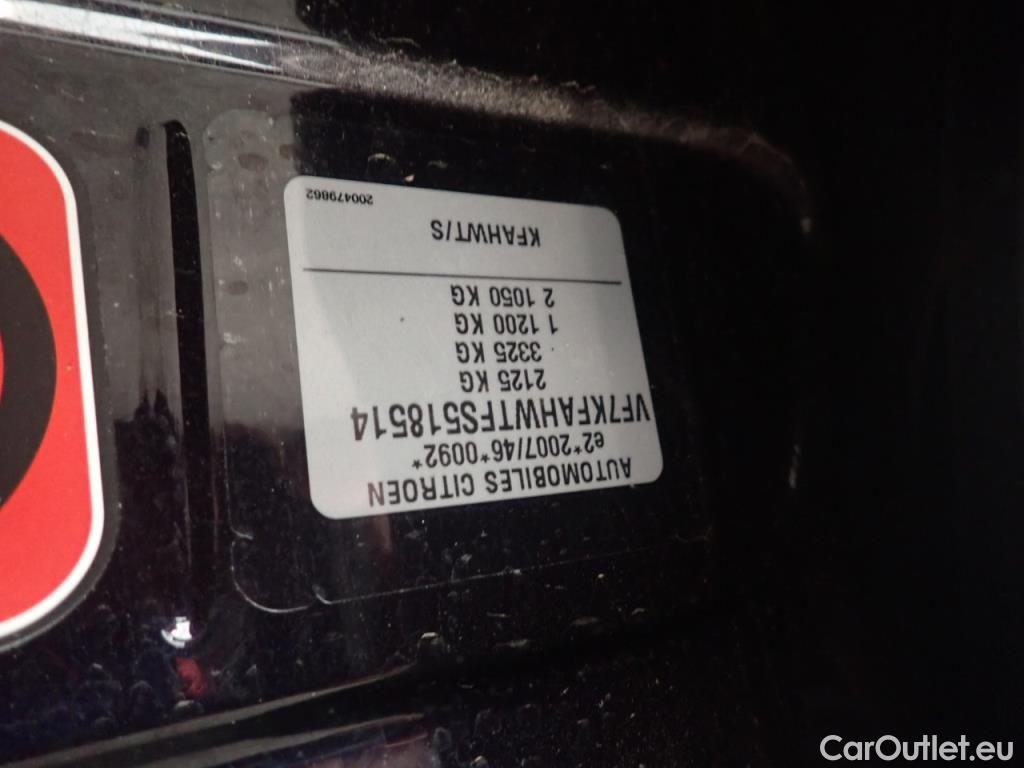 AUTOMOBILES CITROEN
e2*2007/46*0092*
VF7KFAHWTFS518514
2125 KG
3325 KG
1 1200 KG
2 1050 KG
KFAHWT/S
200479862
CarOutlet.eu